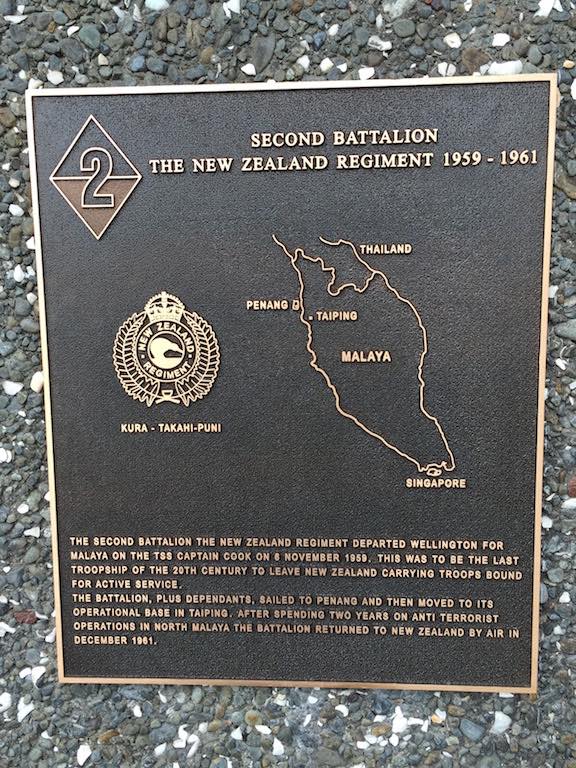 2
SECOND BATTALION
THE NEW ZEALAND REGIMENT 1959 - 1961
THAILAND
PENANG
TAIPING
MALAYA
SINGAPORE
NEW ZEALAND
REGIMENT
KURA - TAKAHI-PUNI
THE SECOND BATTALION THE NEW ZEALAND REGIMENT DEPARTED WELLINGTON FOR
MALAYA ON THE TSS CAPTAIN COOK ON 8 NOVEMBER 1959. THIS WAS TO BE THE LAST
TROOPSHIP OF THE 20TH CENTURY TO LEAVE NEW ZEALAND CARRYING TROOPS BOUND
FOR ACTIVE SERVICE.
THE BATTALION, PLUS DEPENDANTS, SAILED TO PENANG AND THEN MOVED TO ITS
OPERATIONAL BASE IN TAIPING. AFTER SPENDING TWO YEARS ON ANTI TERRORIST
OPERATIONS IN NORTH MALAYA THE BATTALION RETURNED TO NEW ZEALAND BY AIR IN
DECEMBER 1961.